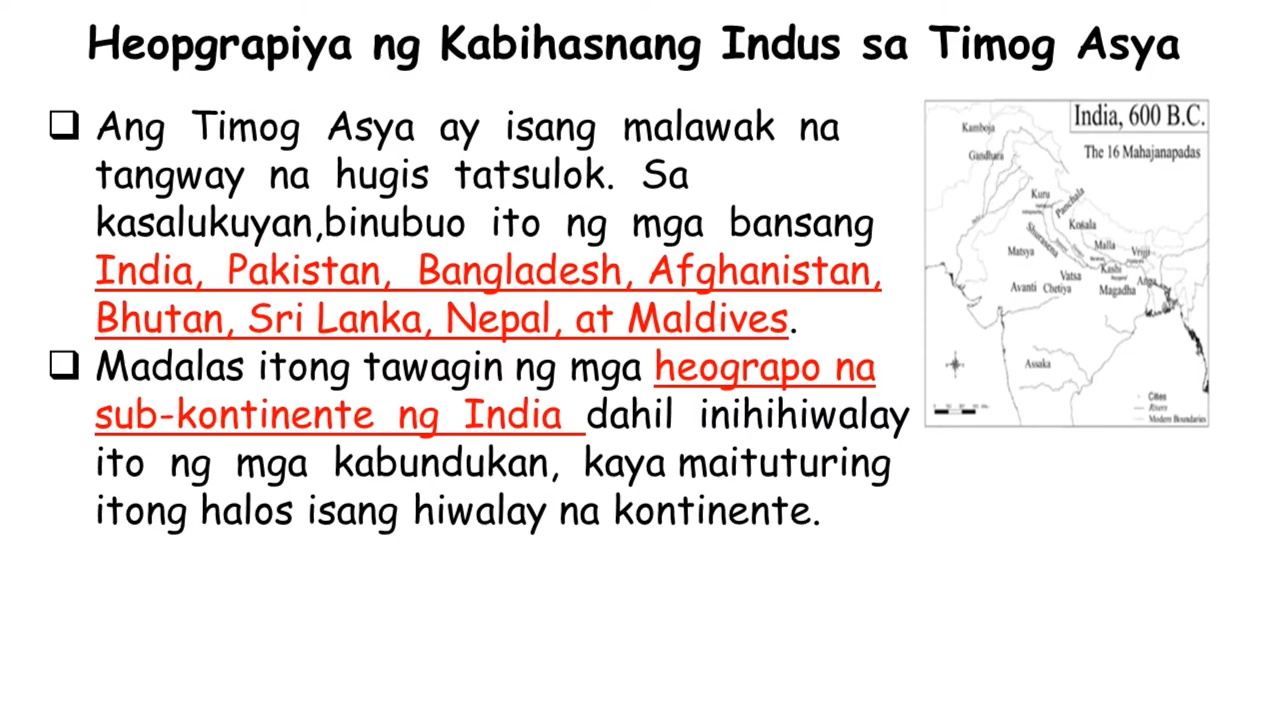 Heopgrapiya ng Kabihasnang Indus sa Timog Asya
❑ Ang Timog Asya ay isang malawak na
tangway na hugis tatsulok. Sa
kasalukuyan,binubuo ito ng mga bansang
India, Pakistan, Bangladesh, Afghanistan,
Bhutan, Sri Lanka, Nepal, at Maldives.
❑ Madalas itong tawagin ng mga heograpo na
sub-kontinente ng India dahil inihihiwalay
ito ng mga kabundukan, kaya maituturing
itong halos isang hiwalay na kontinente.
India, 600 B.C.
The 16 Mahajanapadas
Kamboja
Gandhara
Kuru
Panchala
Kosala
Shurasena
Malla
Vrijji
Matsya
Kashi
Vatsa
Anga
Avanti
Chetiya
Magadha
Assaka
Cities
Rivers
Modern Boundaries